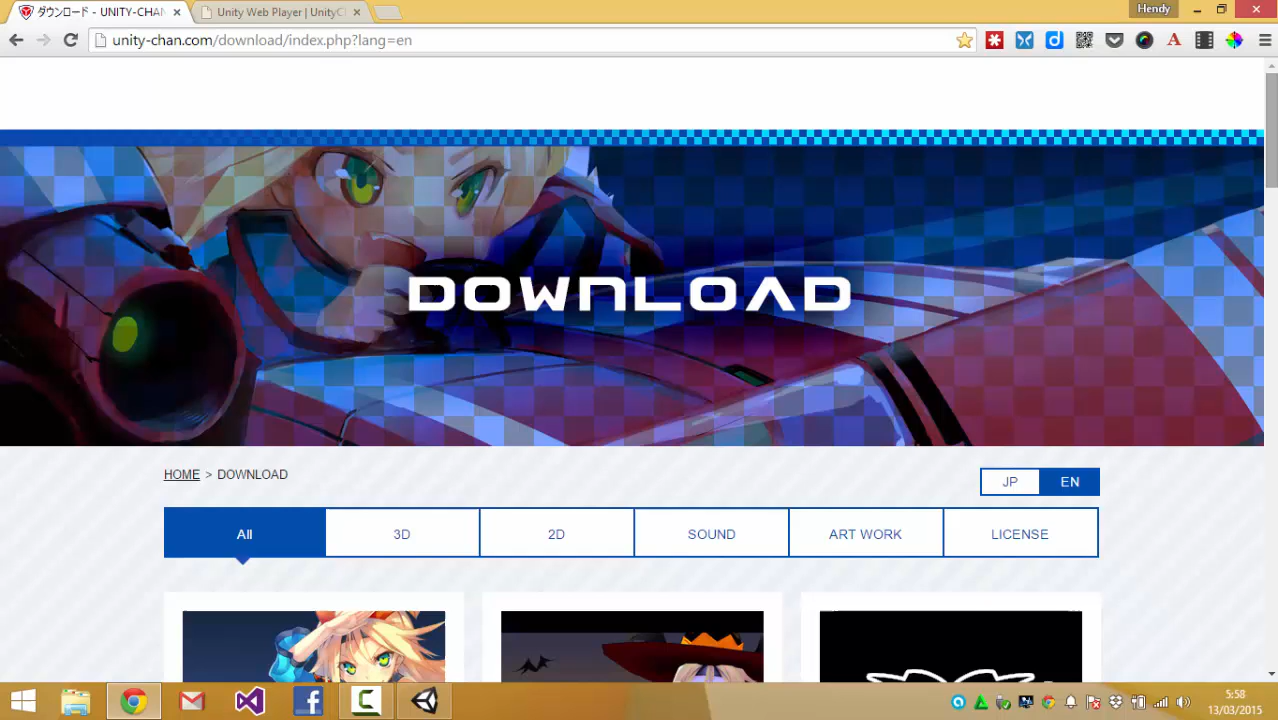 ダウンロード - UNITY-CHAN
Unity Web Player | UnityC
Hendy
unity-chan.com/download/index.php?lang=en
DOWNLOAD
HOME > DOWNLOAD
JP
EN
All
3D
2D
SOUND
ART WORK
LICENSE
5:58
13/03/2015